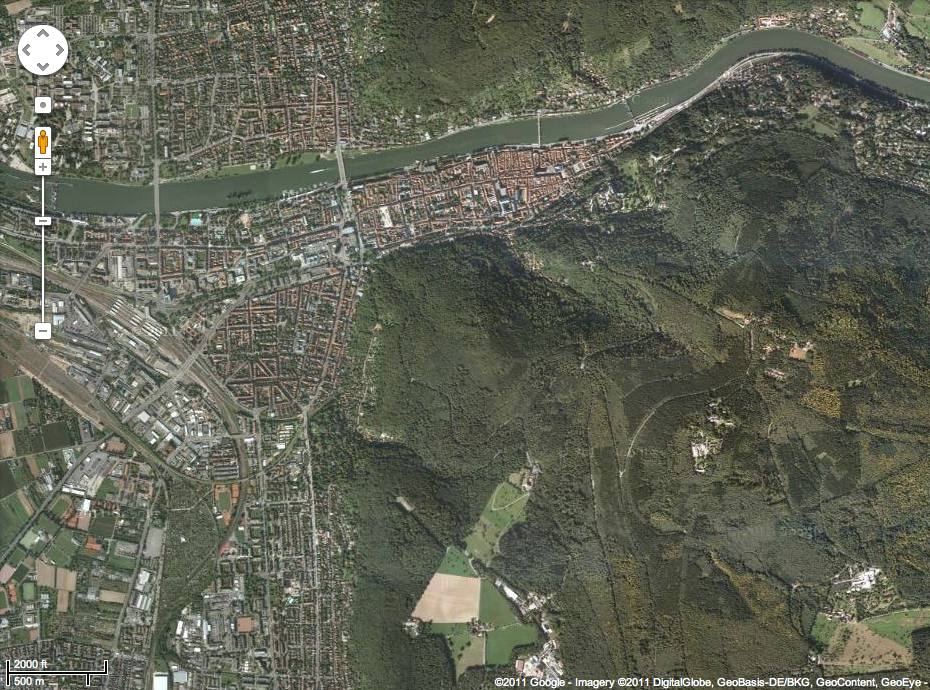 2000 ft
500 m
©2011 Google - Imagery ©2011 DigitalGlobe, GeoBasis-DE/BKG, GeoContent, GeoEye -